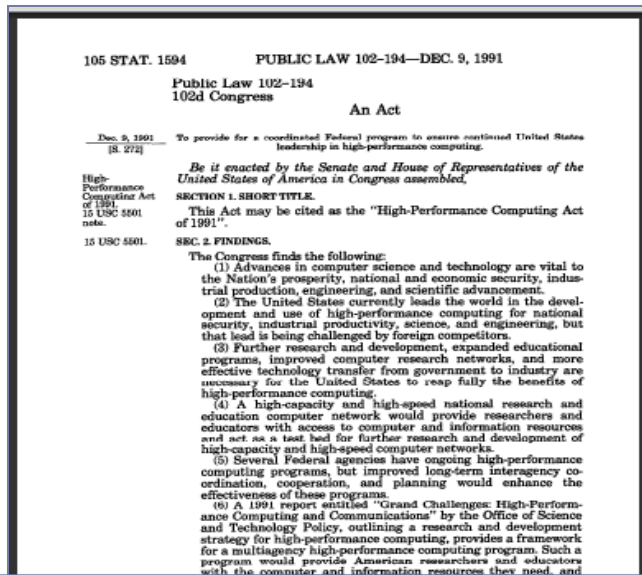 105 STAT. 1594 PUBLIC LAW 102–194—DEC. 9, 1991
Public Law 102–194
102d Congress
An Act
Dec. 9, 1991
[S. 272]
To provide for a coordinated Federal program to ensure continued United States
leadership in high-performance computing.
High-
Performance
Computing Act
of 1991.
15 USC 5501
note.
Be it enacted by the Senate and House of Representatives of the
United States of America in Congress assembled,
SECTION 1. SHORT TITLE.
This Act may be cited as the “High-Performance Computing Act
of 1991”.
15 USC 5501.
SEC. 2. FINDINGS.
The Congress finds the following:
(1) Advances in computer science and technology are vital to
the Nation's prosperity, national and economic security, indus-
trial production, engineering, and scientific advancement.
(2) The United States currently leads the world in the devel-
opment and use of high-performance computing for national
security, industrial productivity, science, and engineering, but
that lead is being challenged by foreign competitors.
(3) Further research and development, expanded educational
programs, improved computer research networks, and more
effective technology transfer from government to industry are
necessary for the United States to reap fully the benefits of
high-performance computing.
(4) A high-capacity and high-speed national research and
education computer network would provide researchers and
educators with access to computer and information resources
and act as a test bed for further research and development of
high-capacity and high-speed computer networks.
(5) Several Federal agencies have ongoing high-performance
computing programs, but improved long-term interagency co-
ordination, cooperation, and planning would enhance the
effectiveness of these programs.
(6) A 1991 report entitled “Grand Challenges: High-Perform-
ance Computing and Communications” by the Office of Science
and Technology Policy, outlining a research and development
strategy for high-performance computing, provides a framework
for a multiagency high-performance computing program. Such a
program would provide American researchers and educators
with the computer and information resources they need, and